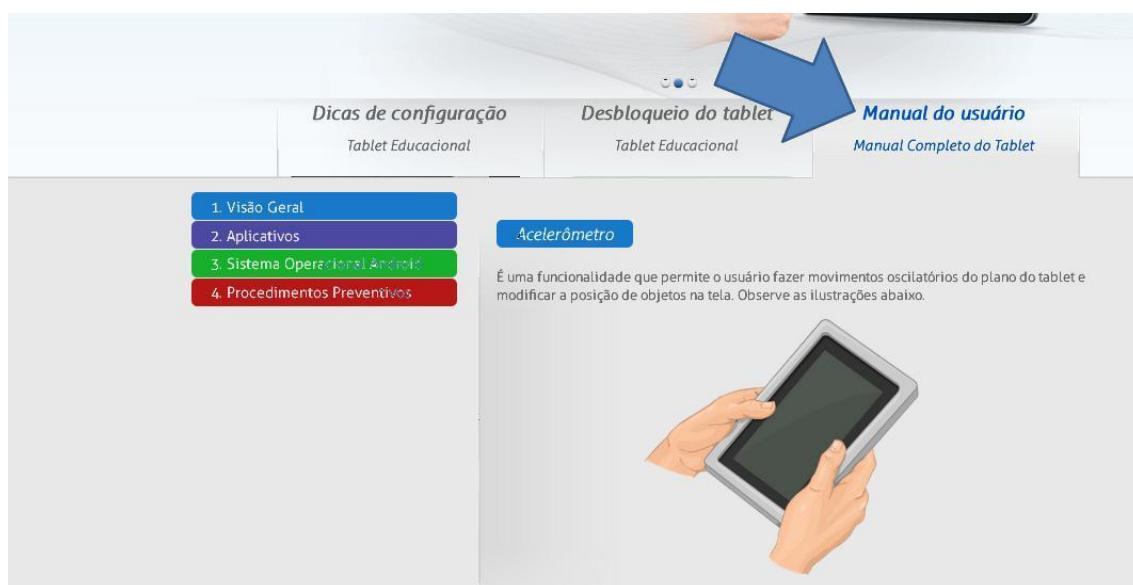 Dicas de configuração
Tablet Educacional
Desbloqueio do tablet
Tablet Educacional
Manual do usuário
Manual Completo do Tablet
1. Visão Geral
2. Aplicativos
3. Sistema Operacional Android
4. Procedimentos Preventivos
Acelerômetro
É uma funcionalidade que permite o usuário fazer movimentos oscilatórios do plano do tablet e
modificar a posição de objetos na tela. Observe as ilustrações abaixo.